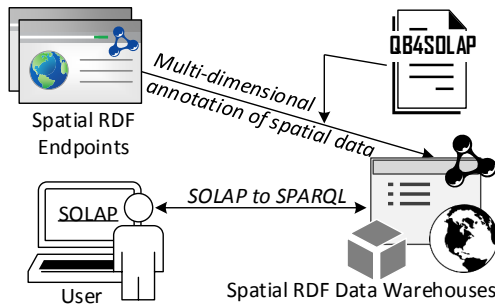 QB4SOLAP
Multi-dimensional
annotation of spatial data
Spatial RDF
Endpoints
SOLAP to SPARQL
SOLAP
User
Spatial RDF Data Warehouses